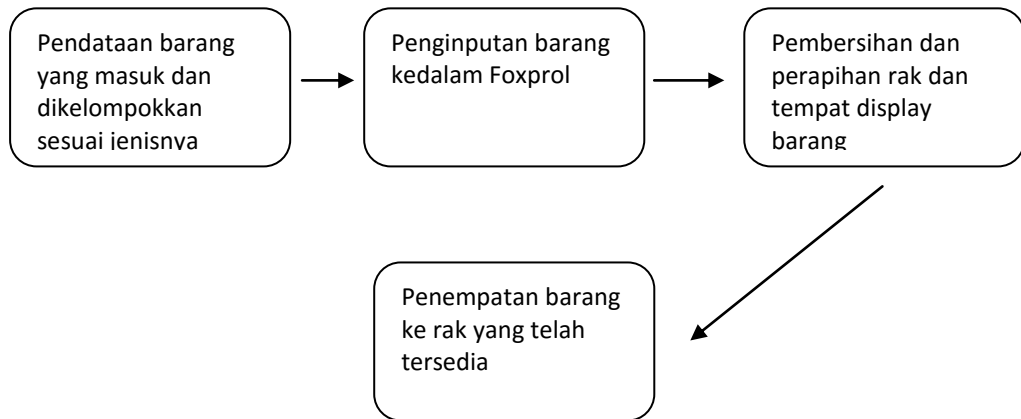 Pendataan barang
yang masuk dan
dikelompokkan
sesuai jenisnya
Penginputan barang
kedalam Foxprol
Pembersihan dan
perapihan rak dan
tempat display
barang
Penempatan barang
ke rak yang telah
tersedia